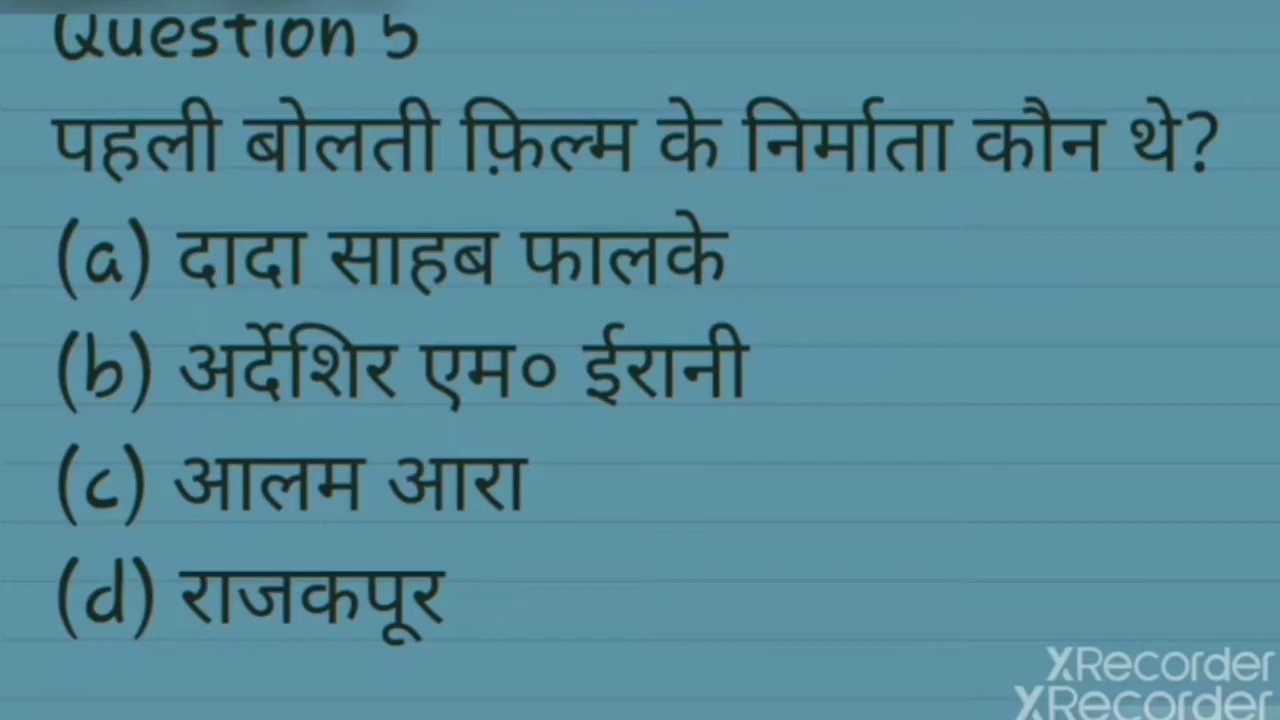 Question 5
पहली बोलती फ़िल्म के निर्माता कौन थे?
(a) दादा साहब फालके
(b) अर्देशिर एम० ईरानी
(c) आलम आरा
(d) राजकपूर
XRecorder
XRecorder